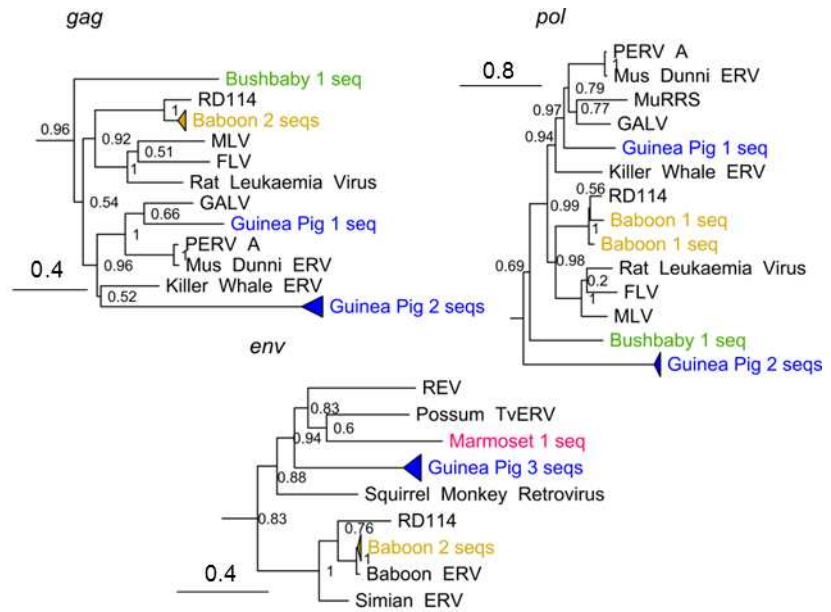 gag
Bushbaby 1 seq
RD114
1
Baboon 2 seqs
0.96
0.92
MLV
0.51
FLV
1
Rat Leukaemia Virus
0.54
GALV
0.66
Guinea Pig 1 seq
1
PERV A
1
Mus Dunni ERV
0.96
0.4
Killer Whale ERV
0.52
Guinea Pig 2 seqs
pol
0.8
PERV A
1
Mus Dunni ERV
0.79
MuRRS
0.97
0.77
GALV
0.94
Guinea Pig 1 seq
Killer Whale ERV
0.56
RD114
0.99
Baboon 1 seq
1
Baboon 1 seq
0.69
0.98
Rat Leukaemia Virus
0.2
FLV
1
MLV
Bushbaby 1 seq
Guinea Pig 2 seqs
env
REV
0.83
Possum TvERV
0.6
0.94
Marmoset 1 seq
Guinea Pig 3 seqs
0.88
Squirrel Monkey Retrovirus
0.83
RD114
0.76
Baboon 2 seqs
1
1
Baboon ERV
0.4
Simian ERV